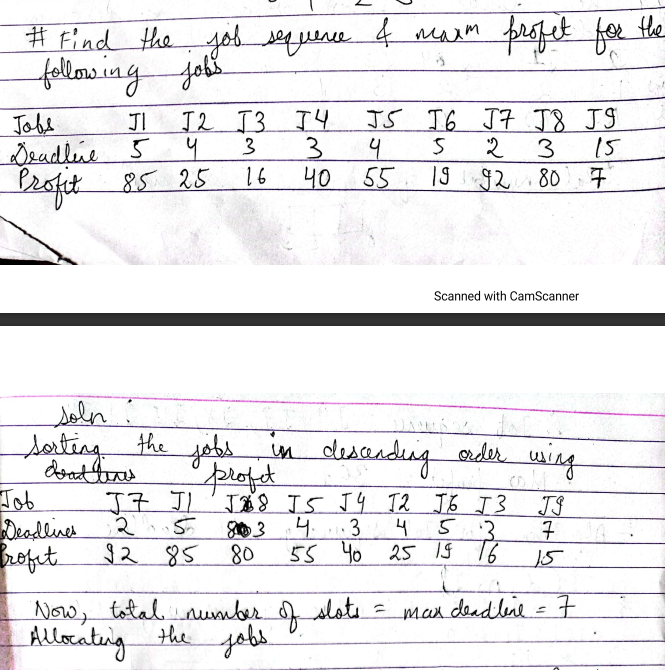 # Find the job sequence & maxm profit for the
following jobs
Jobs J1 J2 J3 J4 J5 J6 J7 J8 J9
Deadline 5 4 3 3 4 5 2 3 15
Profit 85 25 16 40 55 19 92 80 7
Scanned with CamScanner
Soln :
Sorting the jobs in descending order using
profit
Job J7 J1 J8 J5 J4 J2 J6 J3 J9
Deadlines 2 5 3 4 3 4 5 3 7
Profit 92 85 80 55 40 25 19 16 15
Now, total number of slots = max deadline = 7
Allocating the jobs